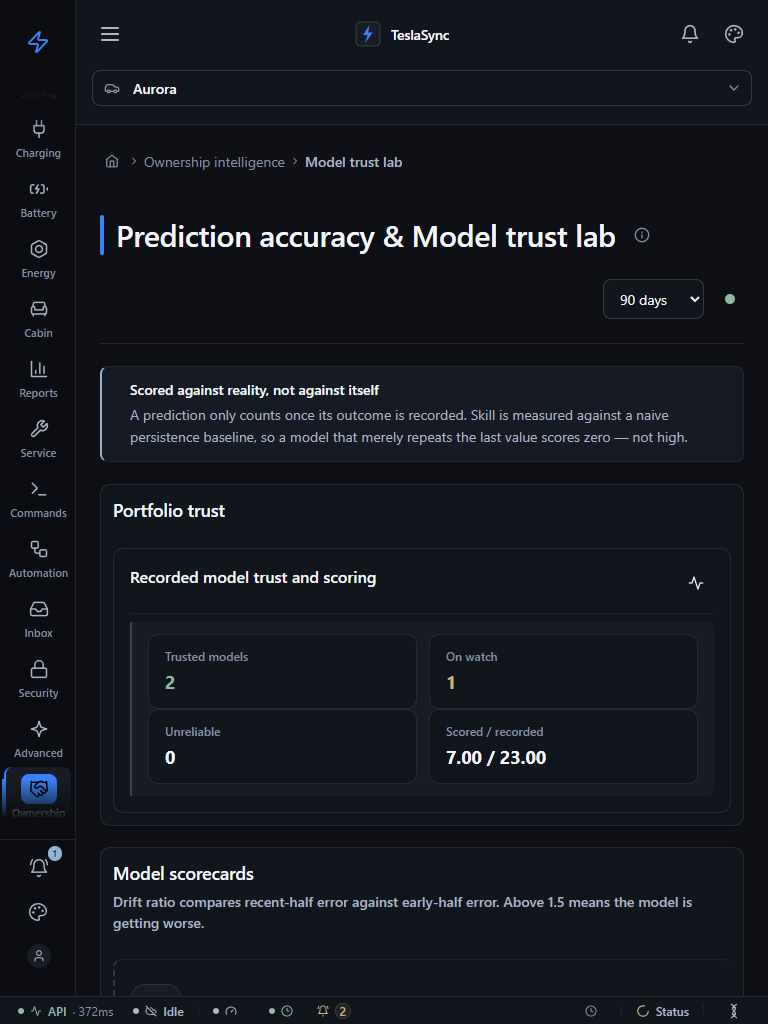 TeslaSync
Aurora
Driving
Charging
Battery
Energy
Cabin
Reports
Service
Commands
Automation
Inbox
Security
Advanced
Ownership
1
Ownership intelligence
Model trust lab
Prediction accuracy & Model trust lab
90 days
Scored against reality, not against itself
A prediction only counts once its outcome is recorded. Skill is measured against a naive
persistence baseline, so a model that merely repeats the last value scores zero — not high.
Portfolio trust
Recorded model trust and scoring
Trusted models
2
On watch
1
Unreliable
0
Scored / recorded
7.00 / 23.00
Model scorecards
Drift ratio compares recent-half error against early-half error. Above 1.5 means the model is
getting worse.
API · 372ms
Idle
2
Status